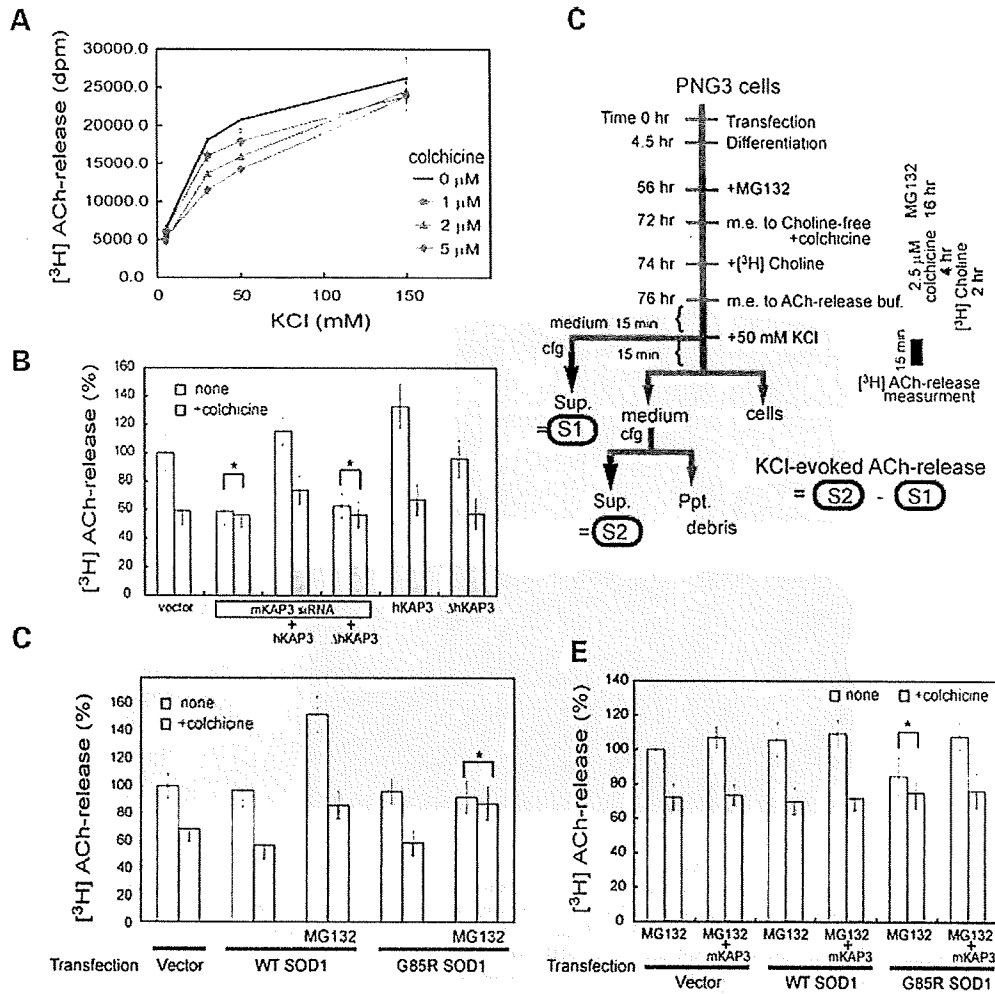 A
[³H] ACh-release (dpm)
30000.0
25000.0
20000.0
15000.0
10000.0
5000.0
0.0
0
50
100
150
KCl (mM)
colchicine
0 µM
1 µM
2 µM
5 µM
C
PNG3 cells
Time 0 hr
Transfection
4.5 hr
Differentiation
56 hr
+MG132
72 hr
m.e. to Choline-free
+colchicine
74 hr
+[³H] Choline
76 hr
m.e. to ACh-release buf.
medium 15 min
cfg
+50 mM KCl
15 min
Sup.
= S1
medium
cfg
cells
Sup.
= S2
Ppt.
debris
KCl-evoked ACh-release
= S2 - S1
MG132
16 hr
2.5 µM
colchicine
4 hr
[³H] Choline
2 hr
15 min
[³H] ACh-release
measurment
B
[³H] ACh-release (%)
160
140
120
100
80
60
40
20
0
none
+colchicine
*
*
vector
mKAP3 siRNA
+
hKAP3
+
ΔhKAP3
hKAP3
ΔhKAP3
C
[³H] ACh-release (%)
160
140
120
100
80
60
40
20
0
none
+colchicine
*
MG132
MG132
Transfection
Vector
WT SOD1
G85R SOD1
E
[³H] ACh-release (%)
140
120
100
80
60
40
20
0
none
+colchicine
*
MG132
MG132
+
mKAP3
MG132
MG132
+
mKAP3
MG132
MG132
+
mKAP3
Transfection
Vector
WT SOD1
G85R SOD1